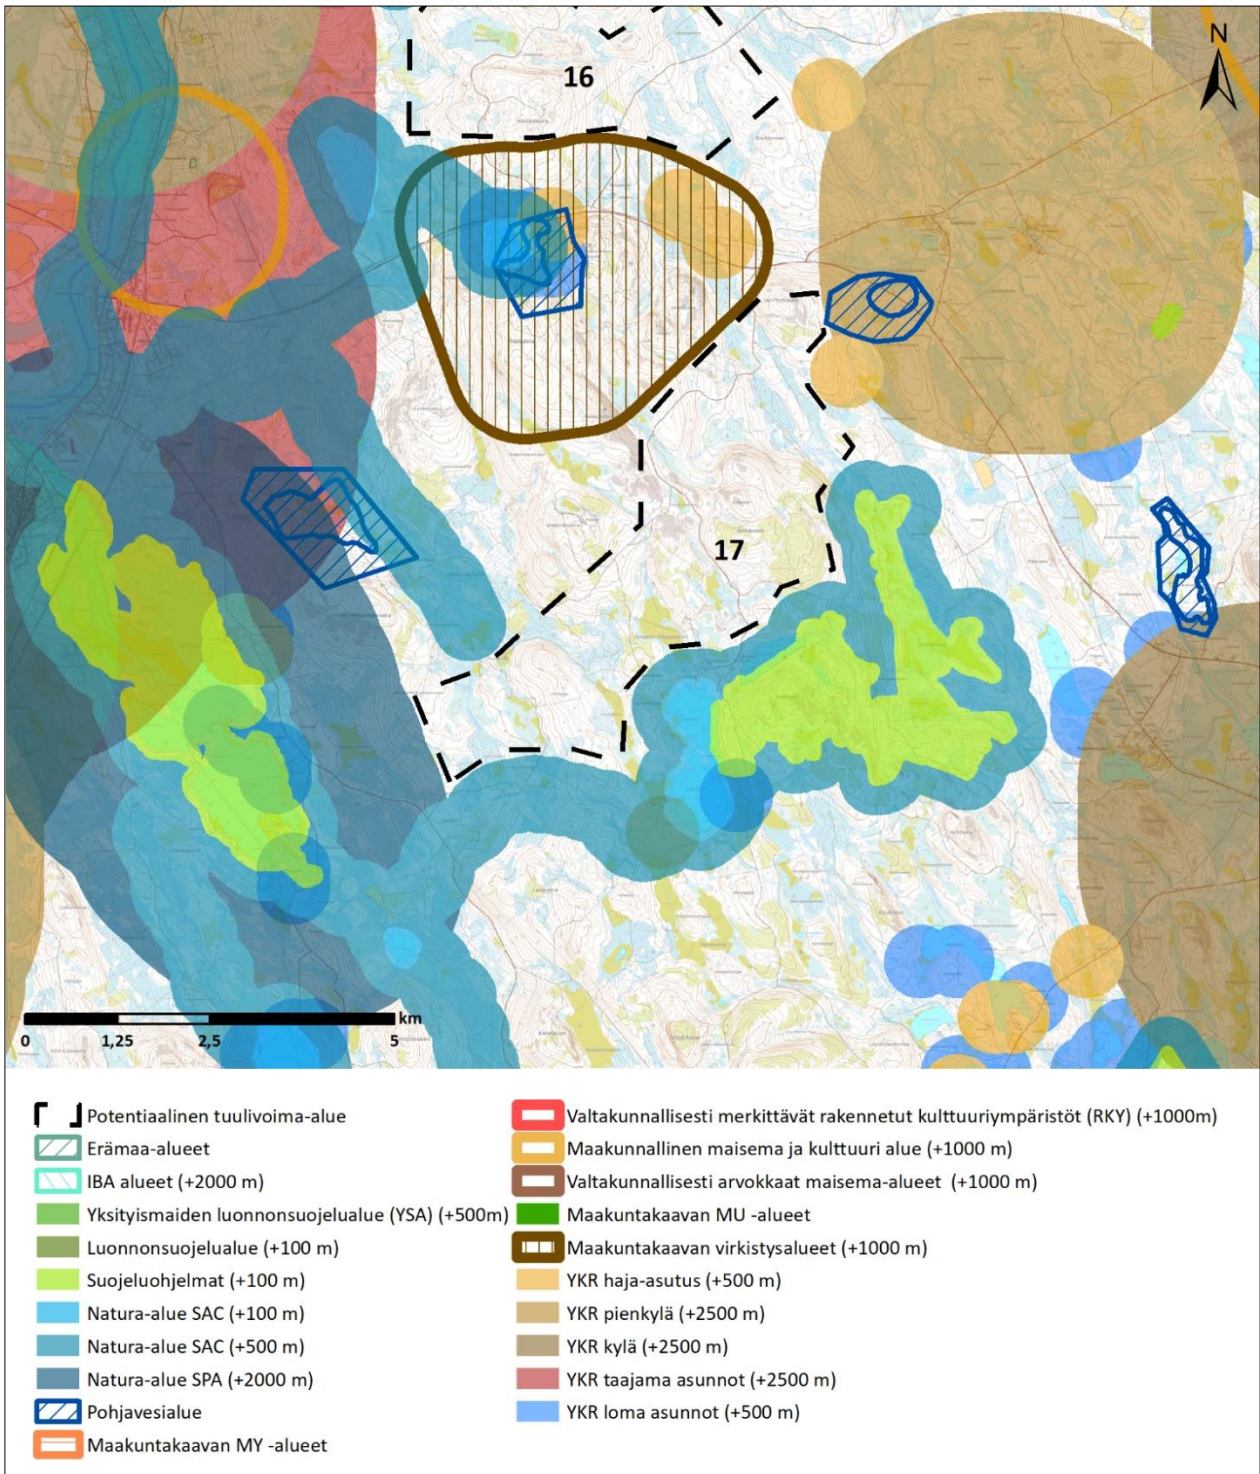 N
16
17
km
0 1,25 2,5 5
Potentiaalinen tuulivoima-alue
Erämaa-alueet
IBA alueet (+2000 m)
Yksityismaiden luonnonsuojelualue (YSA) (+500m)
Luonnonsuojelualue (+100 m)
Suojeluohjelmat (+100 m)
Natura-alue SAC (+100 m)
Natura-alue SAC (+500 m)
Natura-alue SPA (+2000 m)
Pohjavesialue
Maakuntakaavan MY -alueet
Valtakunnallisesti merkittävät rakennetut kulttuuriympäristöt (RKY) (+1000m)
Maakunnallinen maisema ja kulttuuri alue (+1000 m)
Valtakunnallisesti arvokkaat maisema-alueet (+1000 m)
Maakuntakaavan MU -alueet
Maakuntakaavan virkistysalueet (+1000 m)
YKR haja-asutus (+500 m)
YKR pienkylä (+2500 m)
YKR kylä (+2500 m)
YKR taajama asunnot (+2500 m)
YKR loma asunnot (+500 m)